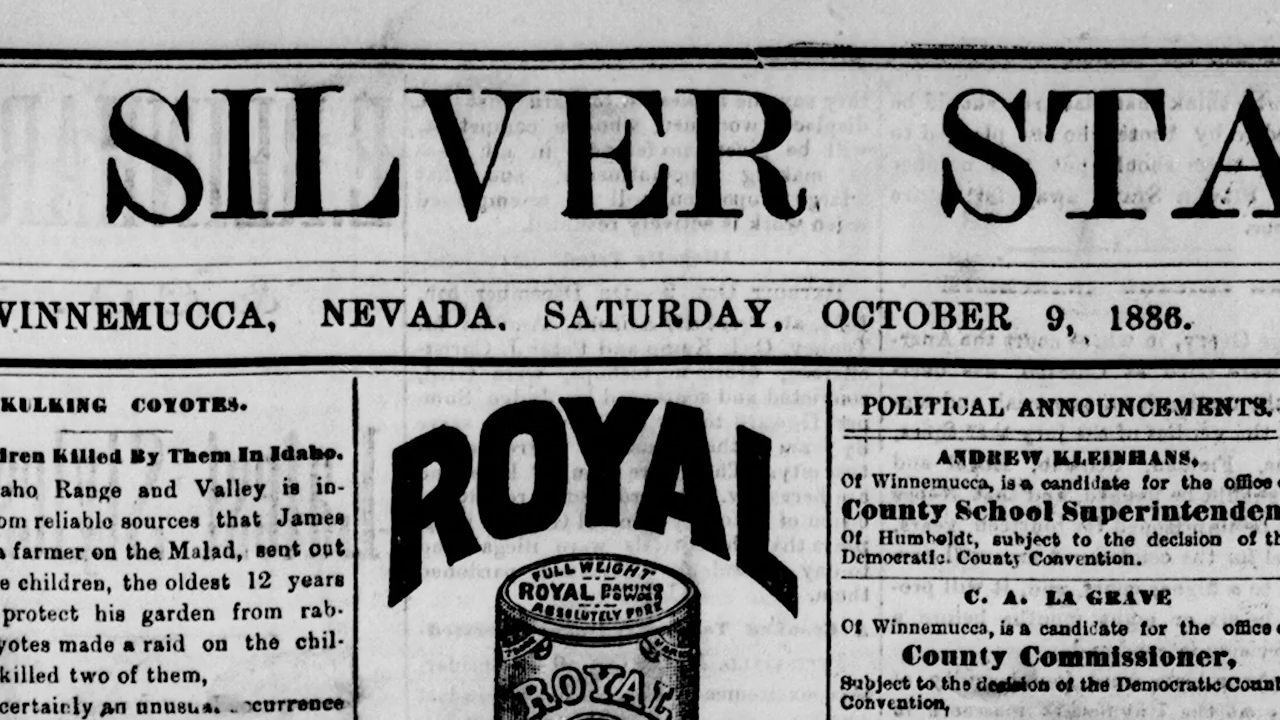 SILVER STA
WINNEMUCCA, NEVADA. SATURDAY, OCTOBER 9, 1886.
KULKING COYOTES.
dren Killed By Them In Idaho.
aho Range and Valley is in-
om reliable sources that James
a farmer on the Malad, sent out
e children, the oldest 12 years
protect his garden from rab-
yotes made a raid on the chil-
killed two of them,
certainly an unusual occurrence
ROYAL
FULL WEIGHT
ROYAL BAKING
POWDER
ABSOLUTELY PURE
ROYAL
POLITICAL ANNOUNCEMENTS.
ANDREW KLEINHANS,
Of Winnemucca, is a candidate for the office
County School Superintenden
Of Humboldt, subject to the decision of th
Democratic County Convention.
C. A. LA GRAVE
Of Winnemucca, is a candidate for the office
County Commissioner,
Subject to the decision of the Democratic Count
Convention,